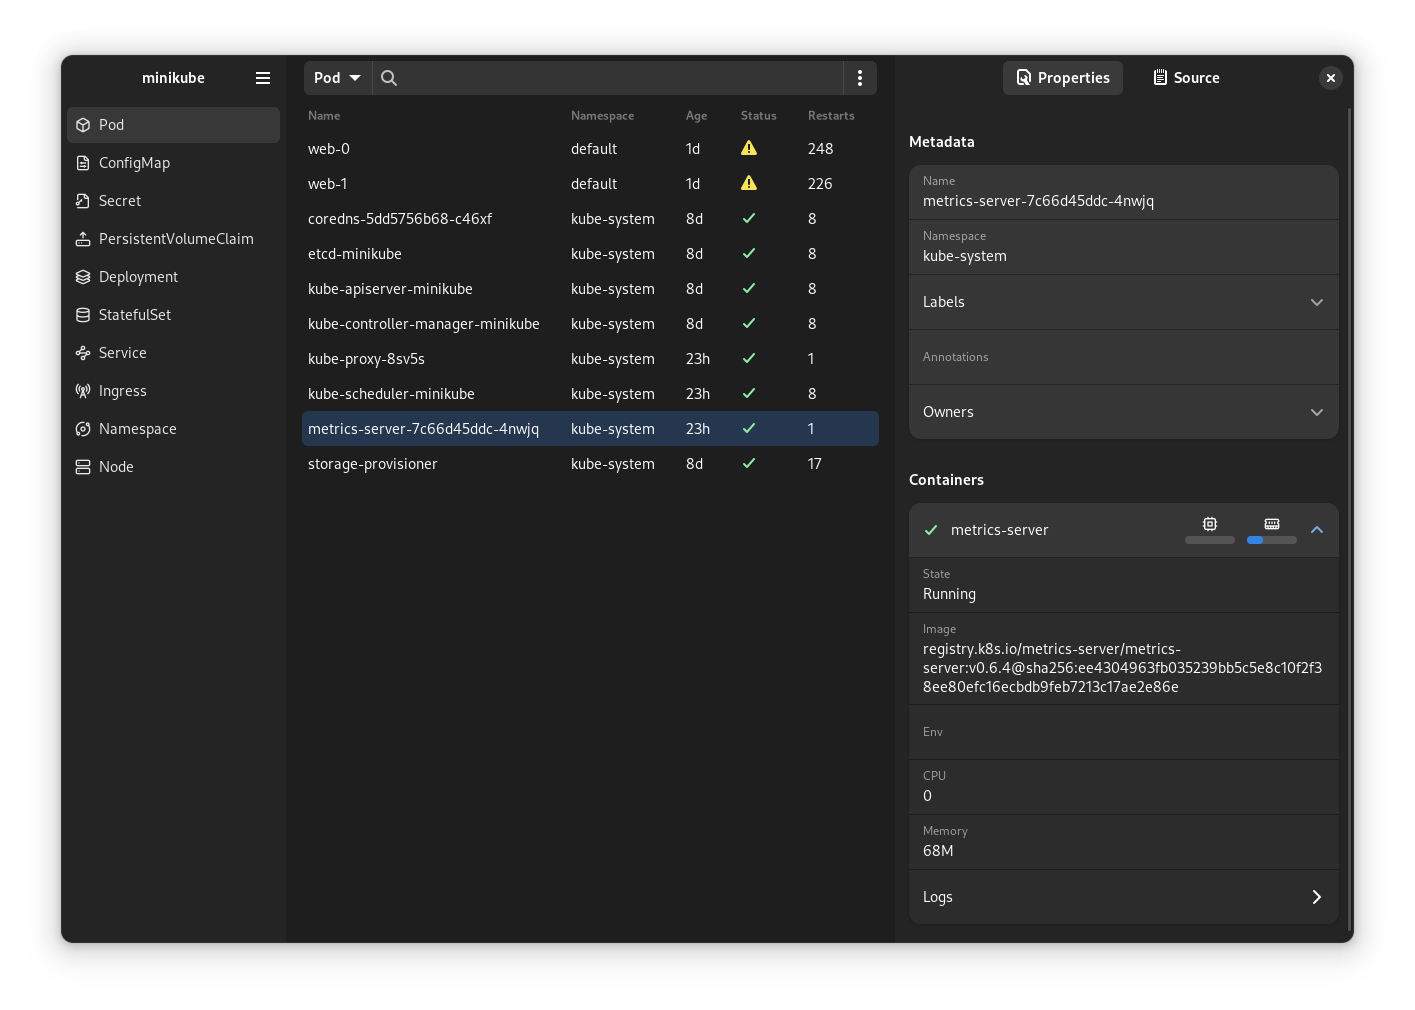 minikube
Pod
ConfigMap
Secret
PersistentVolumeClaim
Deployment
StatefulSet
Service
Ingress
Namespace
Node
Pod
Name Namespace Age Status Restarts
web-0 default 1d 248
web-1 default 1d 226
coredns-5dd5756b68-c46xf kube-system 8d 8
etcd-minikube kube-system 8d 8
kube-apiserver-minikube kube-system 8d 8
kube-controller-manager-minikube kube-system 8d 8
kube-proxy-8sv5s kube-system 23h 1
kube-scheduler-minikube kube-system 23h 8
metrics-server-7c66d45ddc-4nwjq kube-system 23h 1
storage-provisioner kube-system 8d 17
Properties Source
Metadata
Name
metrics-server-7c66d45ddc-4nwjq
Namespace
kube-system
Labels
Annotations
Owners
Containers
metrics-server
State
Running
Image
registry.k8s.io/metrics-server/metrics-
server:v0.6.4@sha256:ee4304963fb035239bb5c5e8c10f2f3
8ee80efc16ecbdb9feb7213c17ae2e86e
Env
CPU
0
Memory
68M
Logs